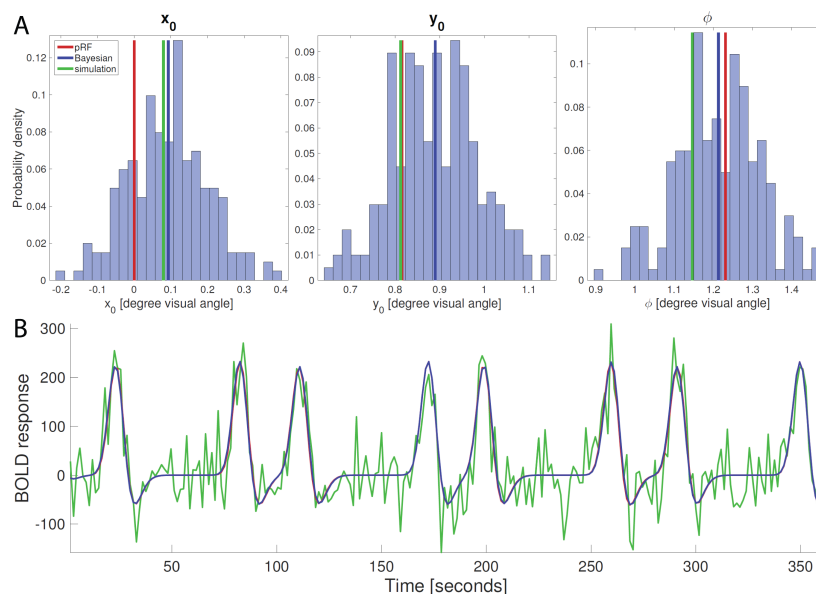 A
x0
y0
ϕ
pRF
Bayesian
simulation
Probability density
0.12
0.1
0.08
0.06
0.04
0.02
0
-0.2 -0.1 0 0.1 0.2 0.3 0.4
x0 [degree visual angle]
0.09
0.08
0.07
0.06
0.05
0.04
0.03
0.02
0.01
0
0.7 0.8 0.9 1 1.1
y0 [degree visual angle]
0.1
0.08
0.06
0.04
0.02
0
0.9 1 1.1 1.2 1.3 1.4
ϕ [degree visual angle]
B
BOLD response
300
200
100
0
-100
50 100 150 200 250 300 350
Time [seconds]